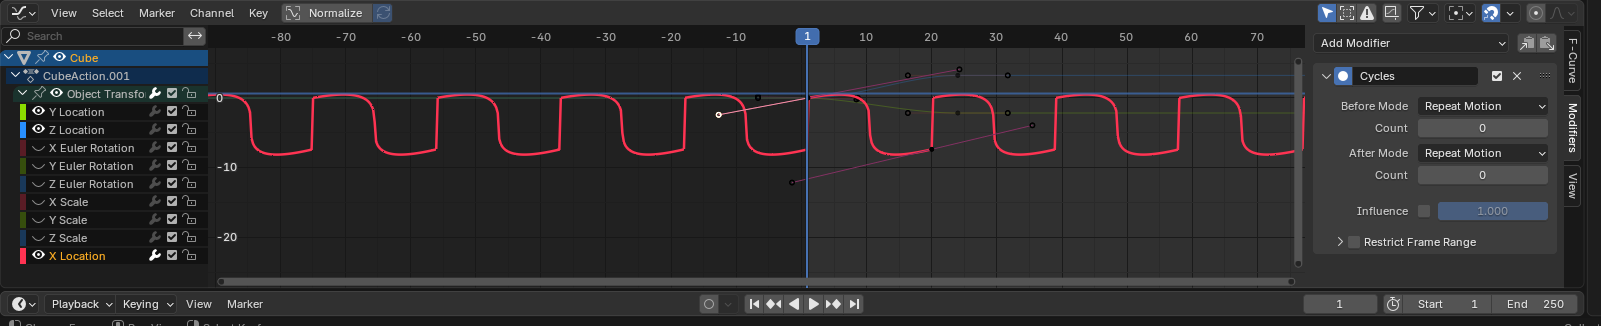 View Select Marker Channel Key Normalize
Search
-80 -70 -60 -50 -40 -30 -20 -10 1 10 20 30 40 50 60 70
Cube
CubeAction.001
Object Transfo
Y Location
Z Location
X Euler Rotation
Y Euler Rotation
Z Euler Rotation
X Scale
Y Scale
Z Scale
X Location
0
-10
-20
Add Modifier
Cycles
Before Mode Repeat Motion
Count 0
After Mode Repeat Motion
Count 0
Influence 1.000
Restrict Frame Range
F-Curve
Modifiers
View
Playback Keying View Marker
1 Start 1 End 250